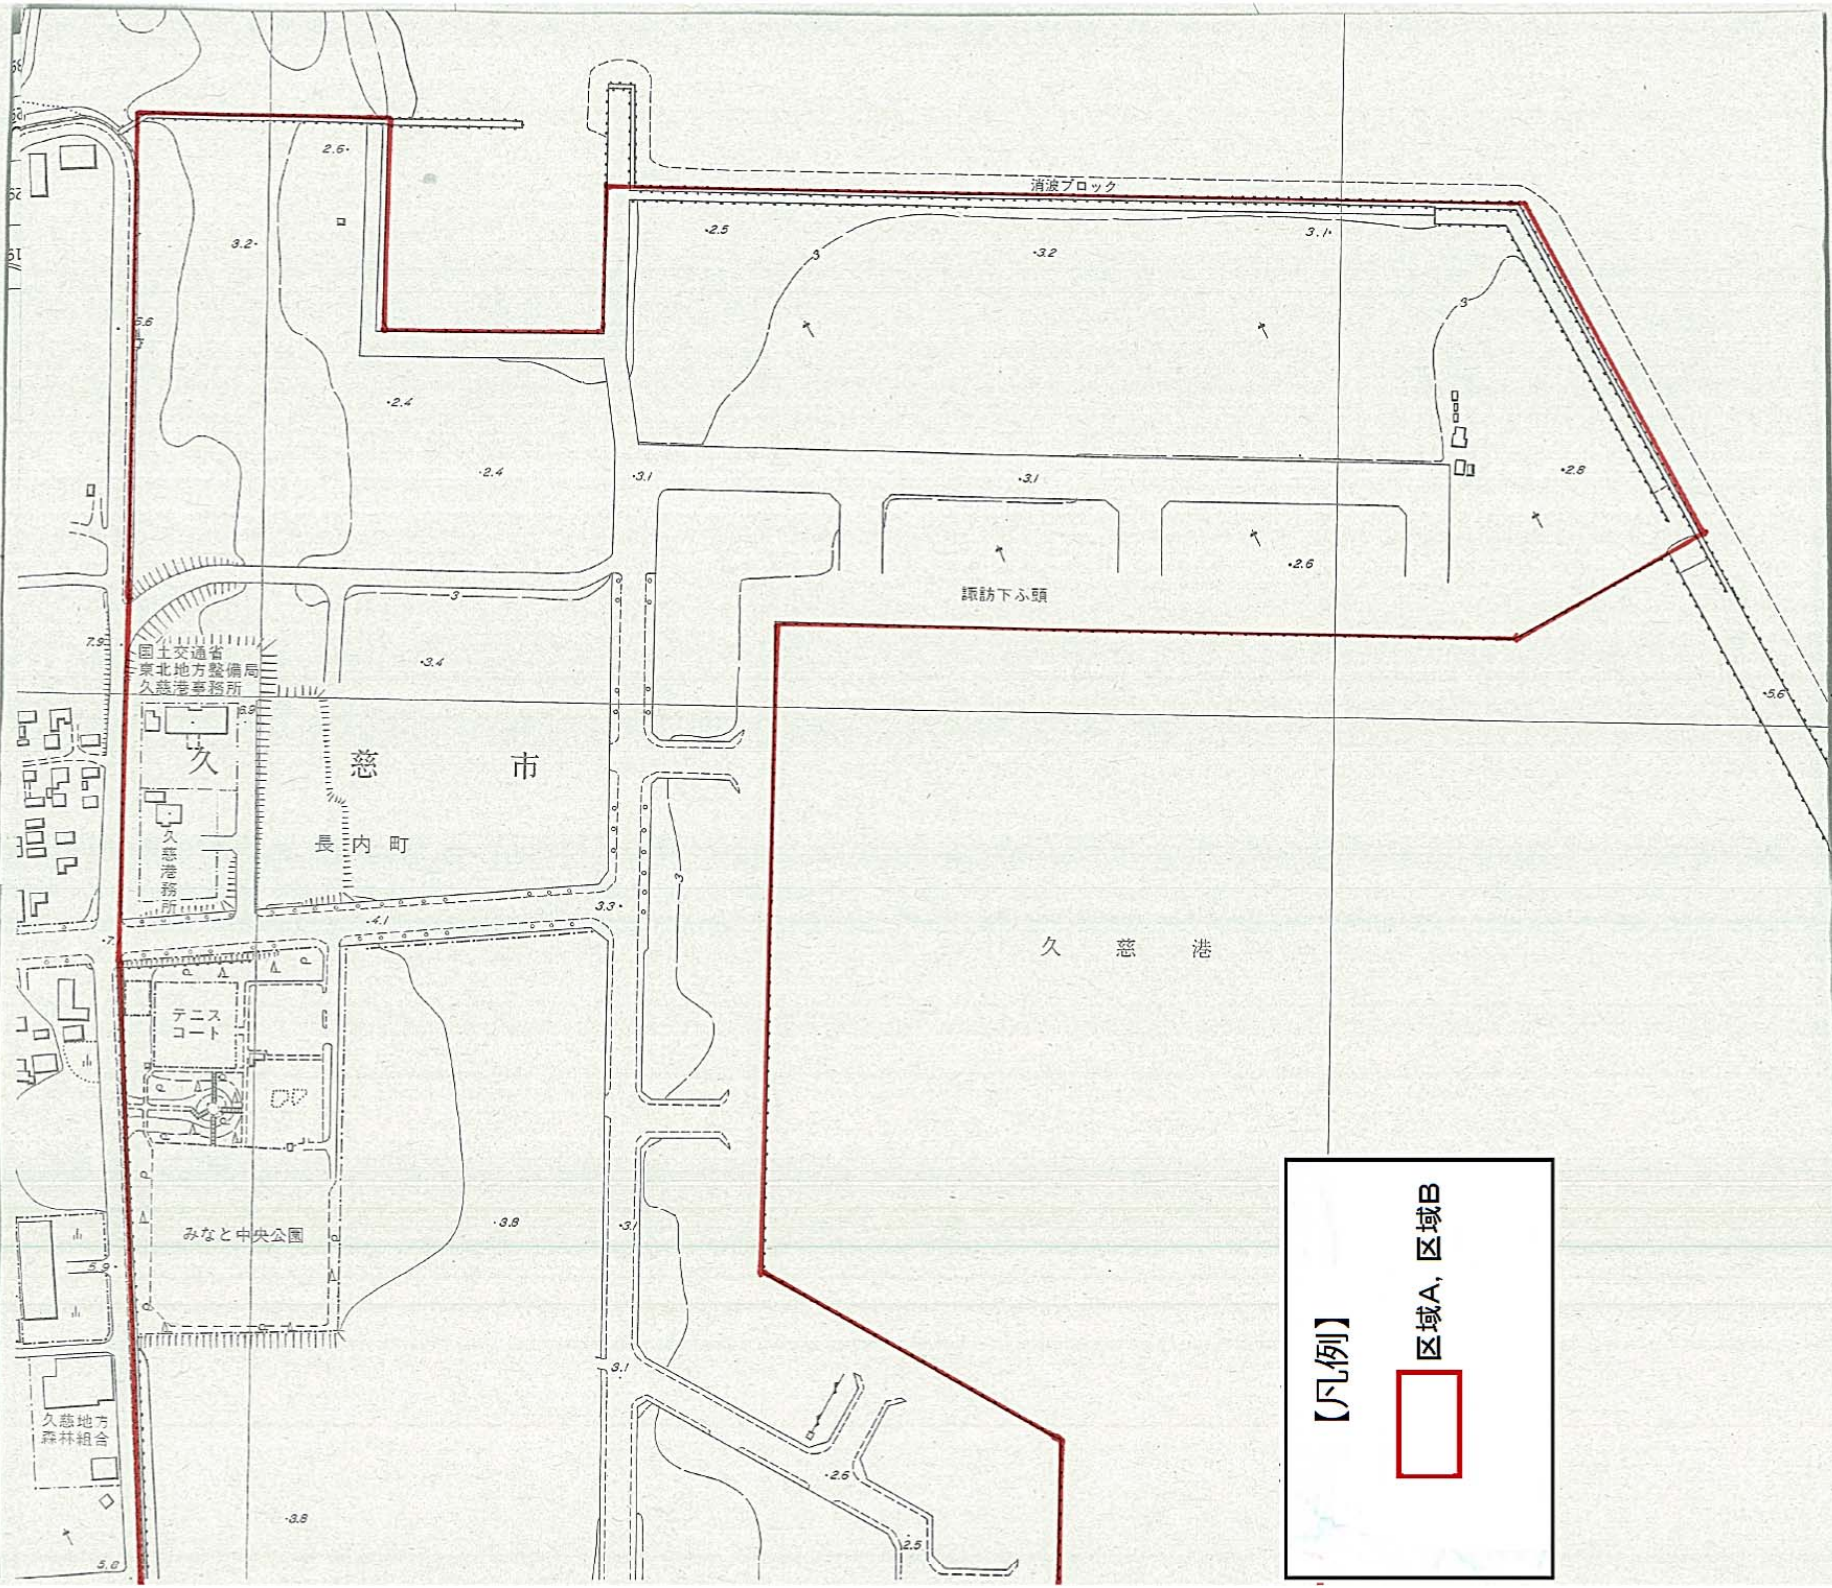 消波ブロック
2.6
3.2
2.5
3.2
3.1
3
3
5.6
2.4
2.4
3.1
3.1
2.8
2.6
諏訪下ふ頭
3
7.9
国土交通省
東北地方整備局
久慈港事務所
3.4
6.9
5.6
久慈市
久慈港務所
長内町
3
3.3
4.1
7.
久慈港
テニス
コート
みなと中央公園
3.8
3.1
5.9
3.1
久慈地方
森林組合
2.6
3.8
2.5
5.8
【凡例】
区域A, 区域B